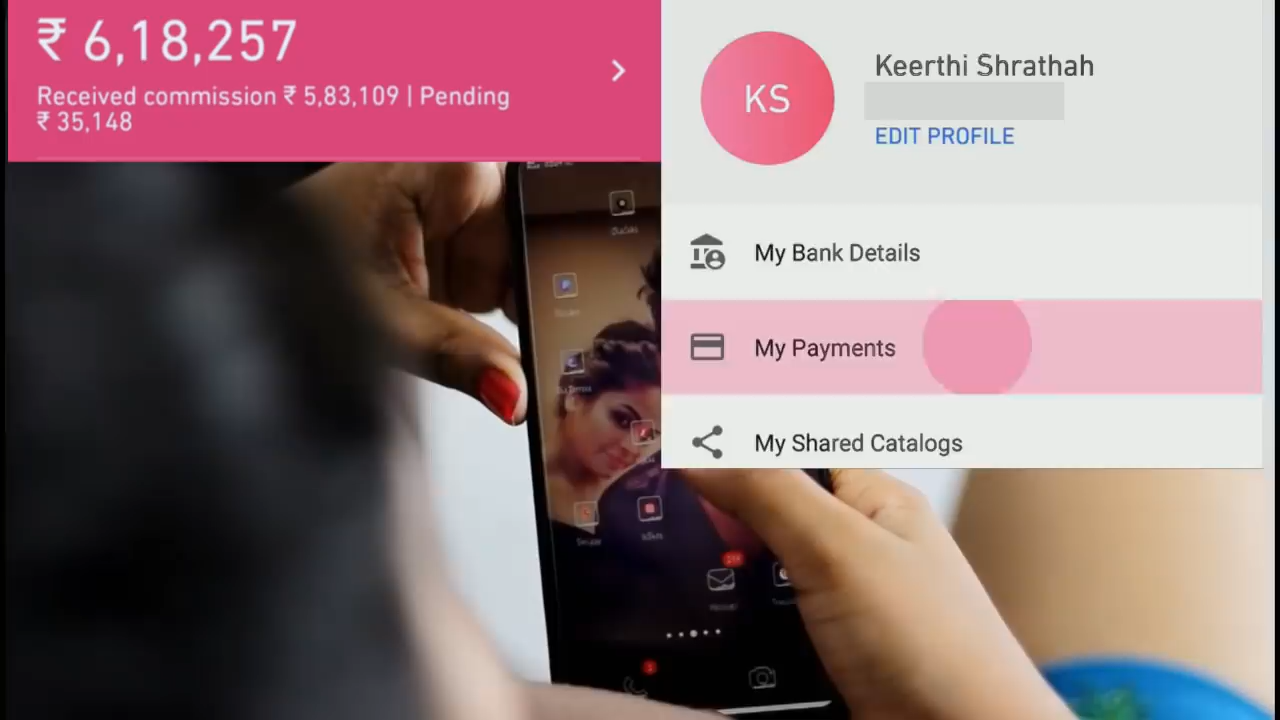 ₹ 6,18,257
Received commission ₹ 5,83,109 | Pending
₹ 35,148
KS
Keerthi Shrathah
EDIT PROFILE
My Bank Details
My Payments
My Shared Catalogs